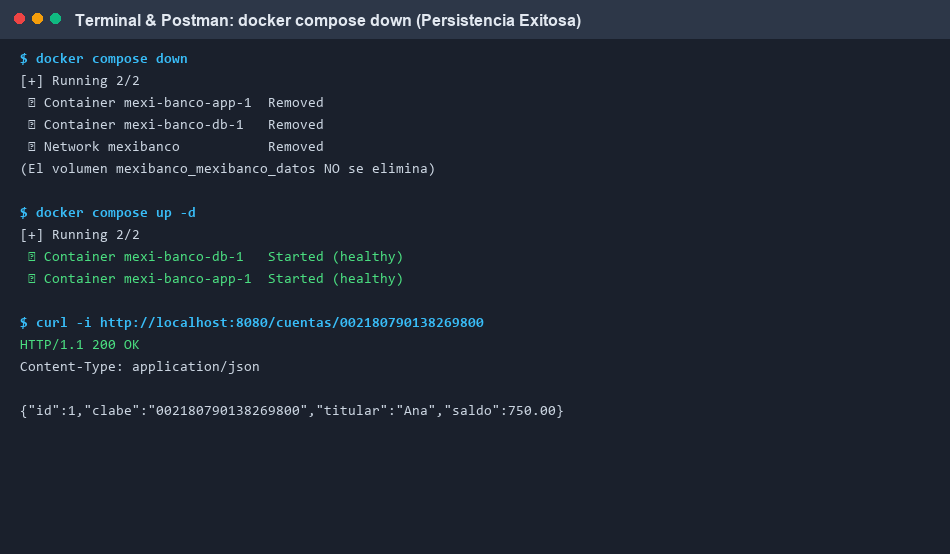 Terminal & Postman: docker compose down (Persistencia Exitosa)
$ docker compose down
[+] Running 2/2
Container mexi-banco-app-1 Removed
Container mexi-banco-db-1 Removed
Network mexibanco Removed
(El volumen mexibanco_mexibanco_datos NO se elimina)
$ docker compose up -d
[+] Running 2/2
Container mexi-banco-db-1 Started (healthy)
Container mexi-banco-app-1 Started (healthy)
$ curl -i http://localhost:8080/cuentas/002180790138269800
HTTP/1.1 200 OK
Content-Type: application/json
{"id":1,"clabe":"002180790138269800","titular":"Ana","saldo":750.00}